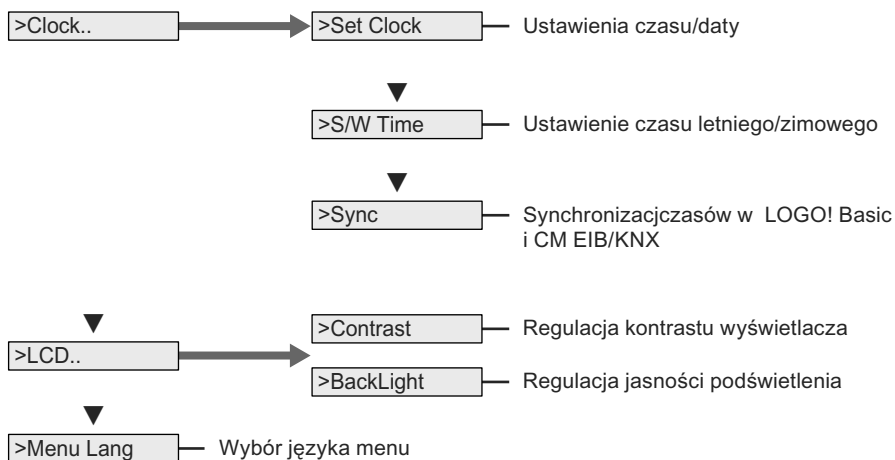 >Clock..
>Set Clock
Ustawienia czasu/daty
>S/W Time
Ustawienie czasu letniego/zimowego
>Sync
Synchronizacjczasów w LOGO! Basic
i CM EIB/KNX
>LCD..
>Contrast
Regulacja kontrastu wyświetlacza
>BackLight
Regulacja jasności podświetlenia
>Menu Lang
Wybór języka menu